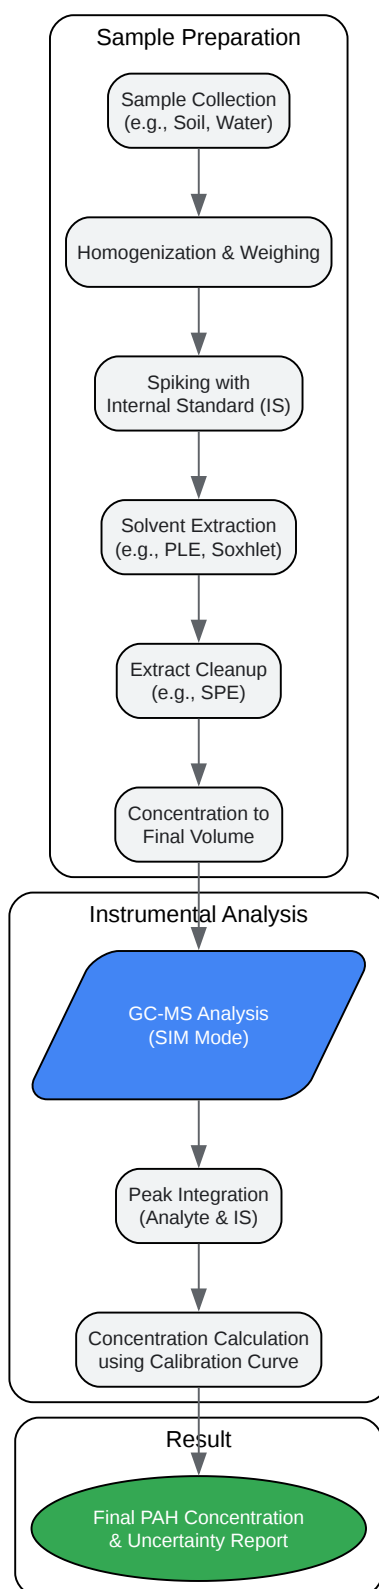 Sample Preparation
Sample Collection
(e.g., Soil, Water)
Homogenization & Weighing
Spiking with
Internal Standard (IS)
Solvent Extraction
(e.g., PLE, Soxhlet)
Extract Cleanup
(e.g., SPE)
Concentration to
Final Volume
Instrumental Analysis
GC-MS Analysis
(SIM Mode)
Peak Integration
(Analyte & IS)
Concentration Calculation
using Calibration Curve
Result
Final PAH Concentration
& Uncertainty Report